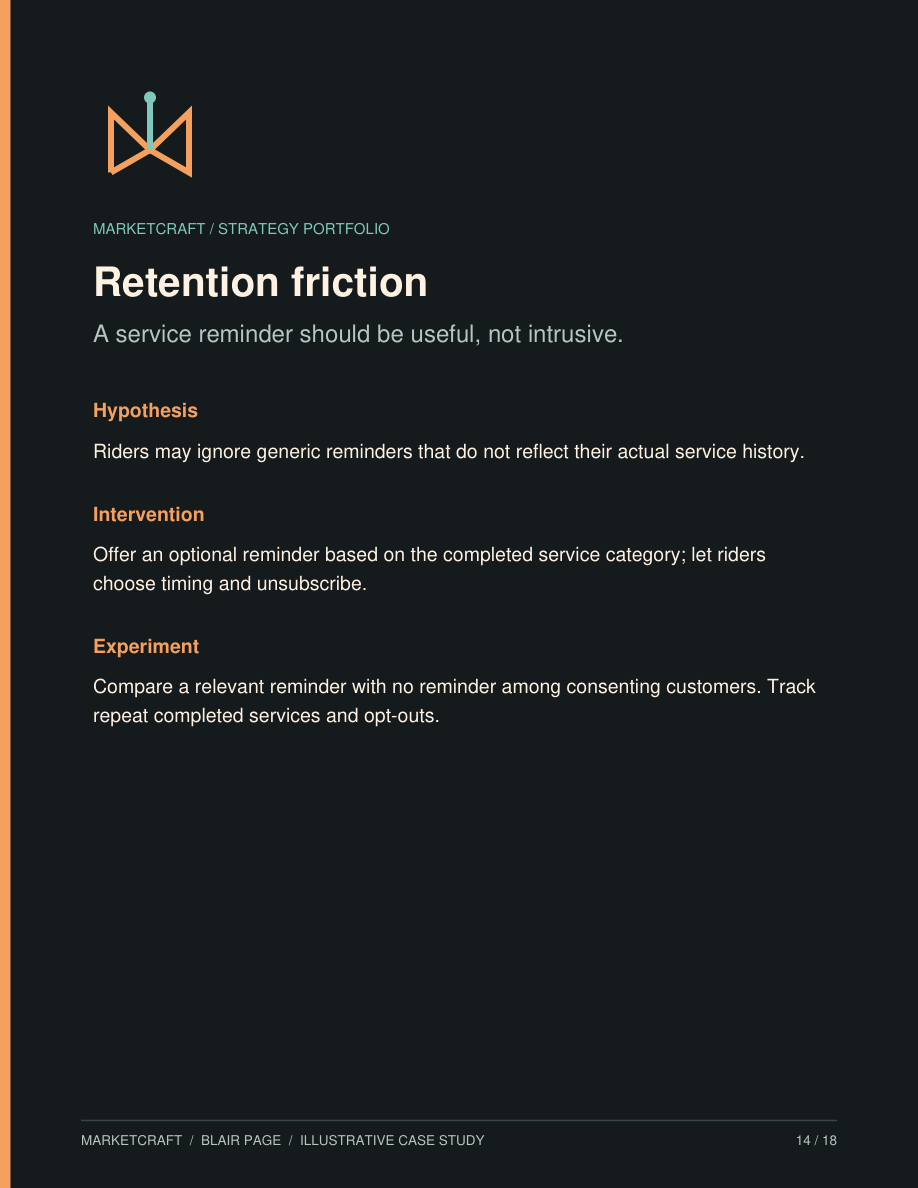 MARKETCRAFT / STRATEGY PORTFOLIO
Retention friction
A service reminder should be useful, not intrusive.
Hypothesis
Riders may ignore generic reminders that do not reflect their actual service history.
Intervention
Offer an optional reminder based on the completed service category; let riders
choose timing and unsubscribe.
Experiment
Compare a relevant reminder with no reminder among consenting customers. Track
repeat completed services and opt-outs.
MARKETCRAFT / BLAIR PAGE / ILLUSTRATIVE CASE STUDY
14 / 18